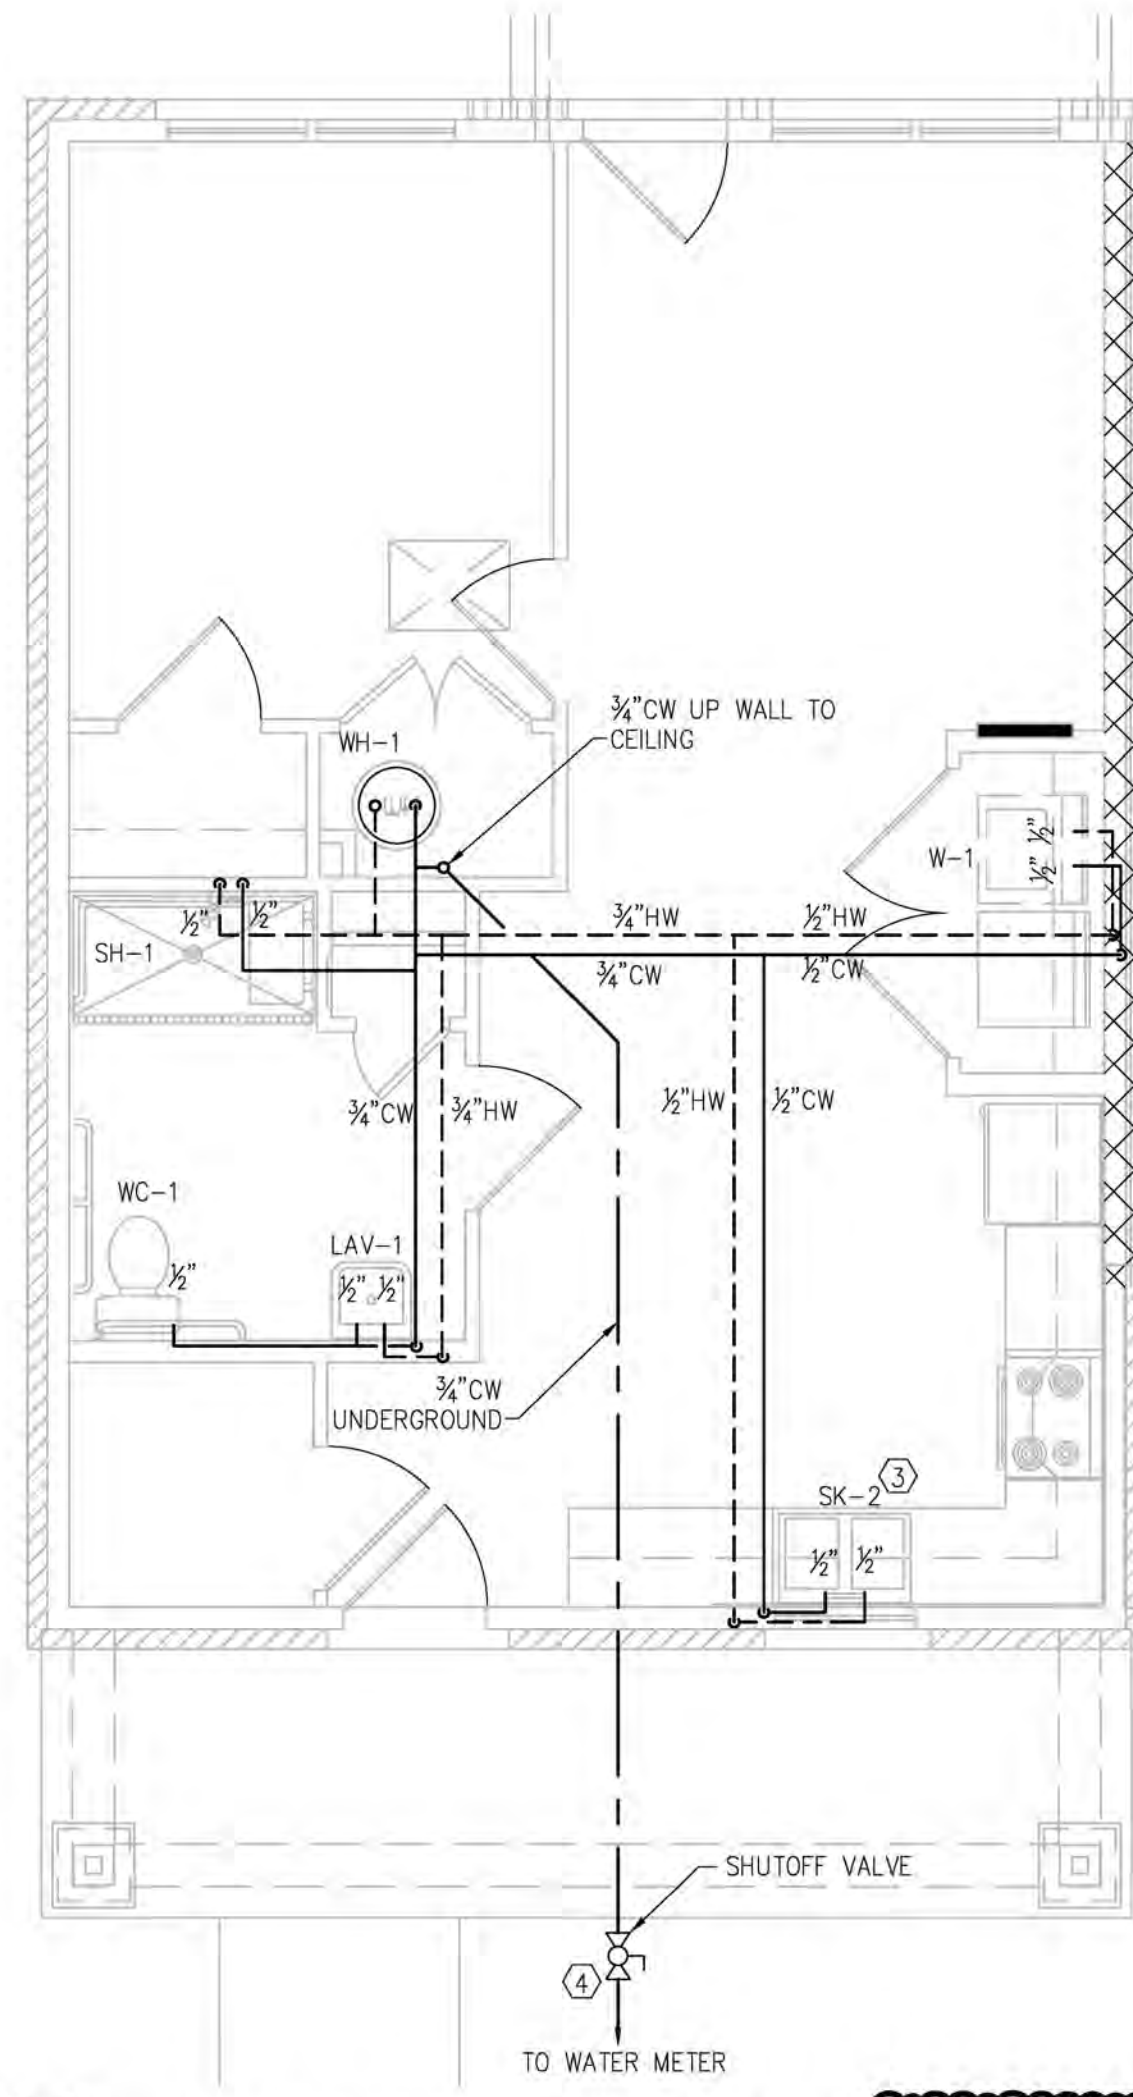 ¾"CW UP WALL TO
CEILING
WH-1
WH
W-1
½" ½"
½" ½"
¾"HW
½"HW
SH-1
¾"CW
½"CW
¾"CW
¾"HW
½"HW
½"CW
WC-1
½"
LAV-1
½" ½"
¾"CW
UNDERGROUND
SK-2
3
½" ½"
SHUTOFF VALVE
4
TO WATER METER